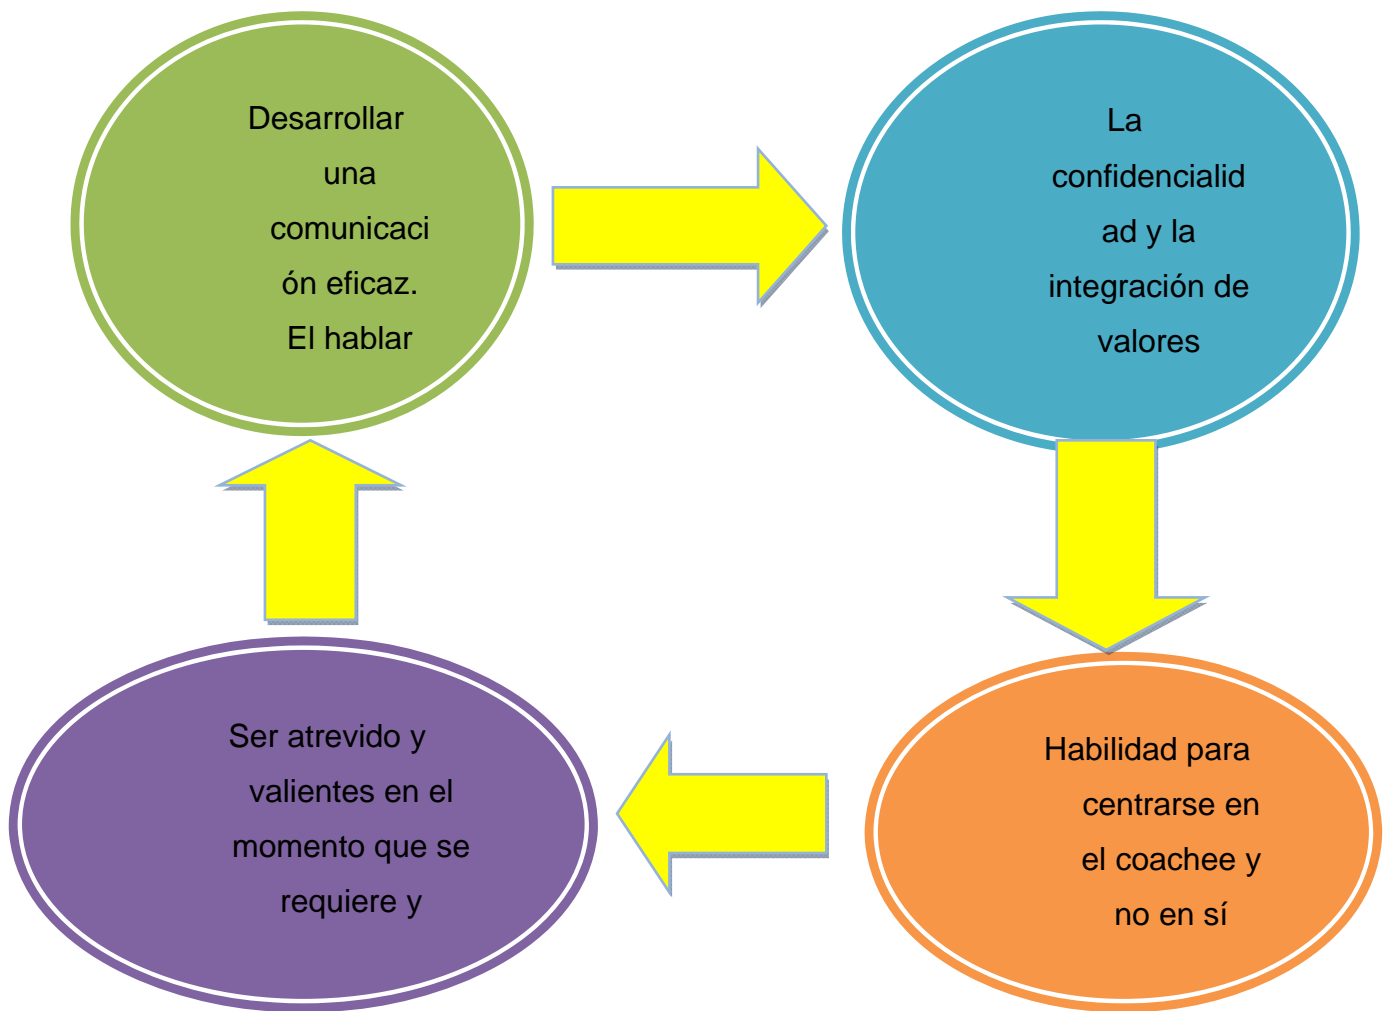 Desarrollar
una
comunicaci
ón eficaz.
El hablar
La
confidencialid
ad y la
integración de
valores
Habilidad para
centrarse en
el coachee y
no en sí
Ser atrevido y
valientes en el
momento que se
requiere y